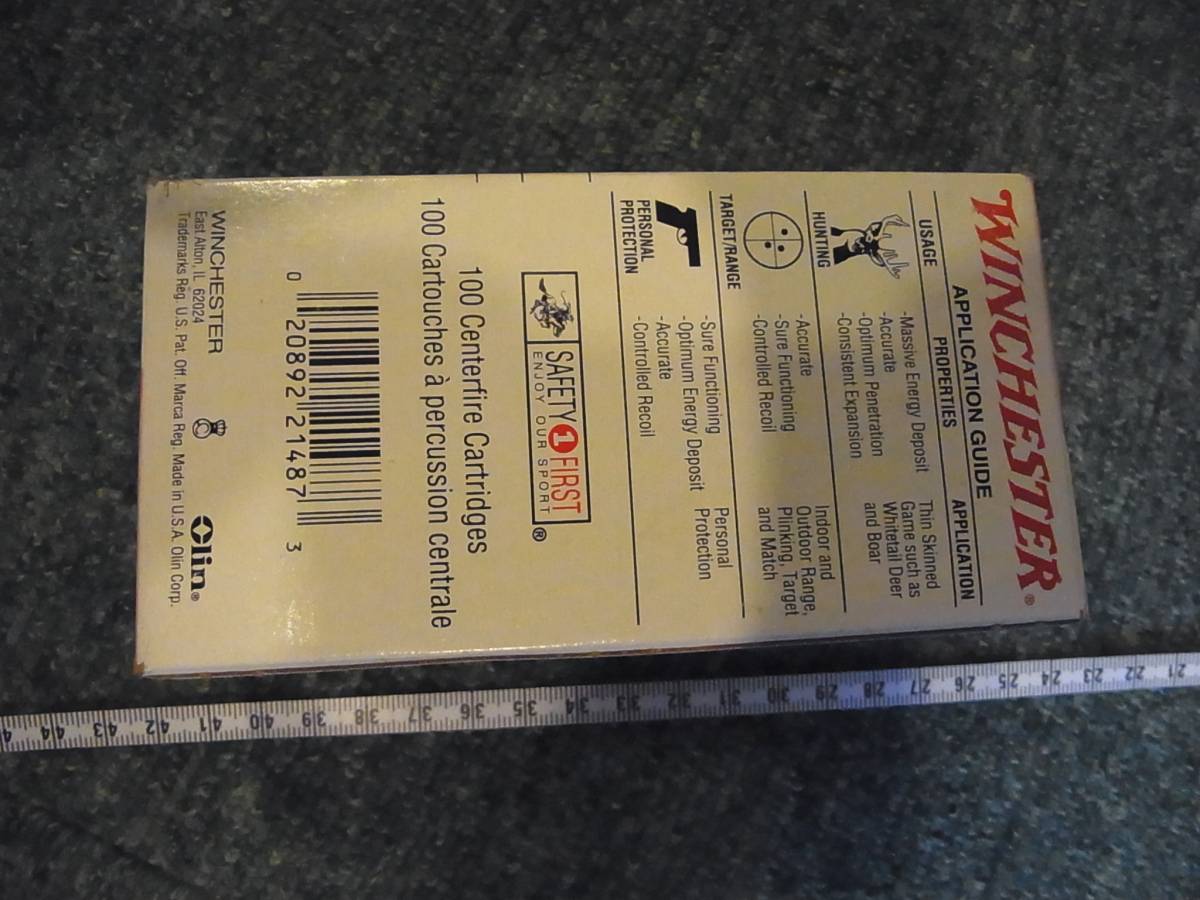 WINCHESTER®
APPLICATION GUIDE
USAGE PROPERTIES APPLICATION
HUNTING
-Massive Energy Deposit
-Accurate
-Optimum Penetration
-Consistent Expansion
Thin Skinned
Game such as
Whitetail Deer
and Boar
TARGET/RANGE
-Accurate
-Sure Functioning
-Controlled Recoil
Indoor and
Outdoor Range,
Plinking, Target
and Match
PERSONAL
PROTECTION
-Sure Functioning
-Optimum Energy Deposit
-Accurate
-Controlled Recoil
Personal
Protection
SAFETY 1 FIRST
ENJOY OUR SPORT®
100 Centerfire Cartridges
100 Cartouches à percussion centrale
0 20892 21487 3
WINCHESTER
East Alton, IL 62024
Trademarks Reg. U.S. Pat. Off. Marca Reg. Made in U.S.A. Olin Corp.
Olin®
44 43 42 41 40 39 38 37 36 35 34 33 32 31 30 29 28 27 26 25 24 23 22 21